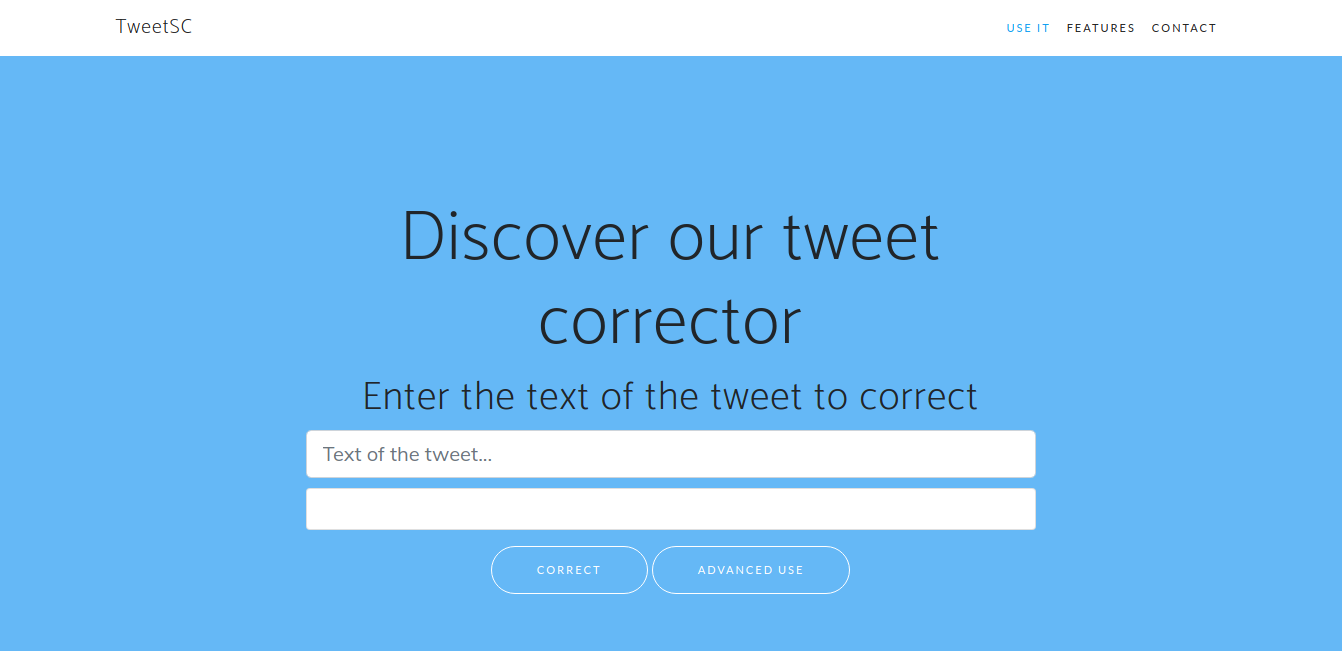 TweetSC
USE IT FEATURES CONTACT
Discover our tweet
corrector
Enter the text of the tweet to correct
Text of the tweet...
CORRECT
ADVANCED USE